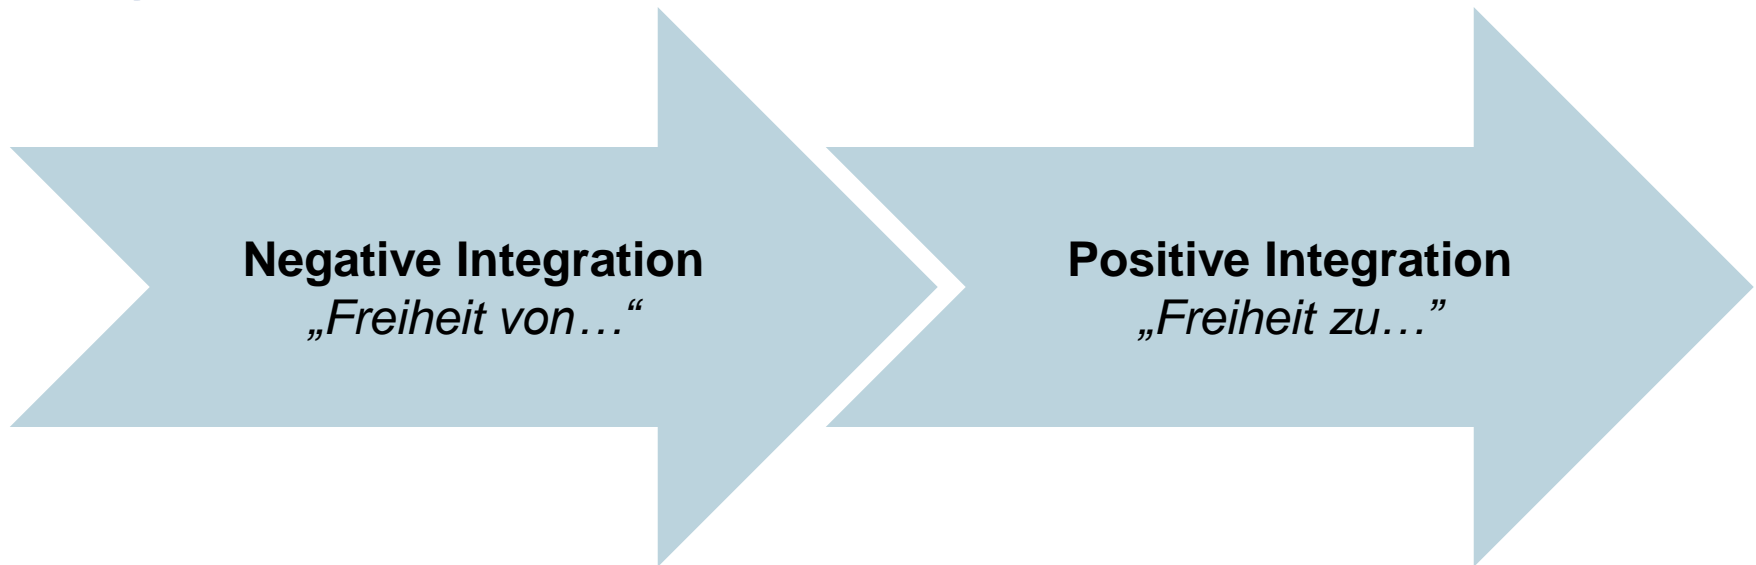 Negative Integration
„Freiheit von…“
Positive Integration
„Freiheit zu…”